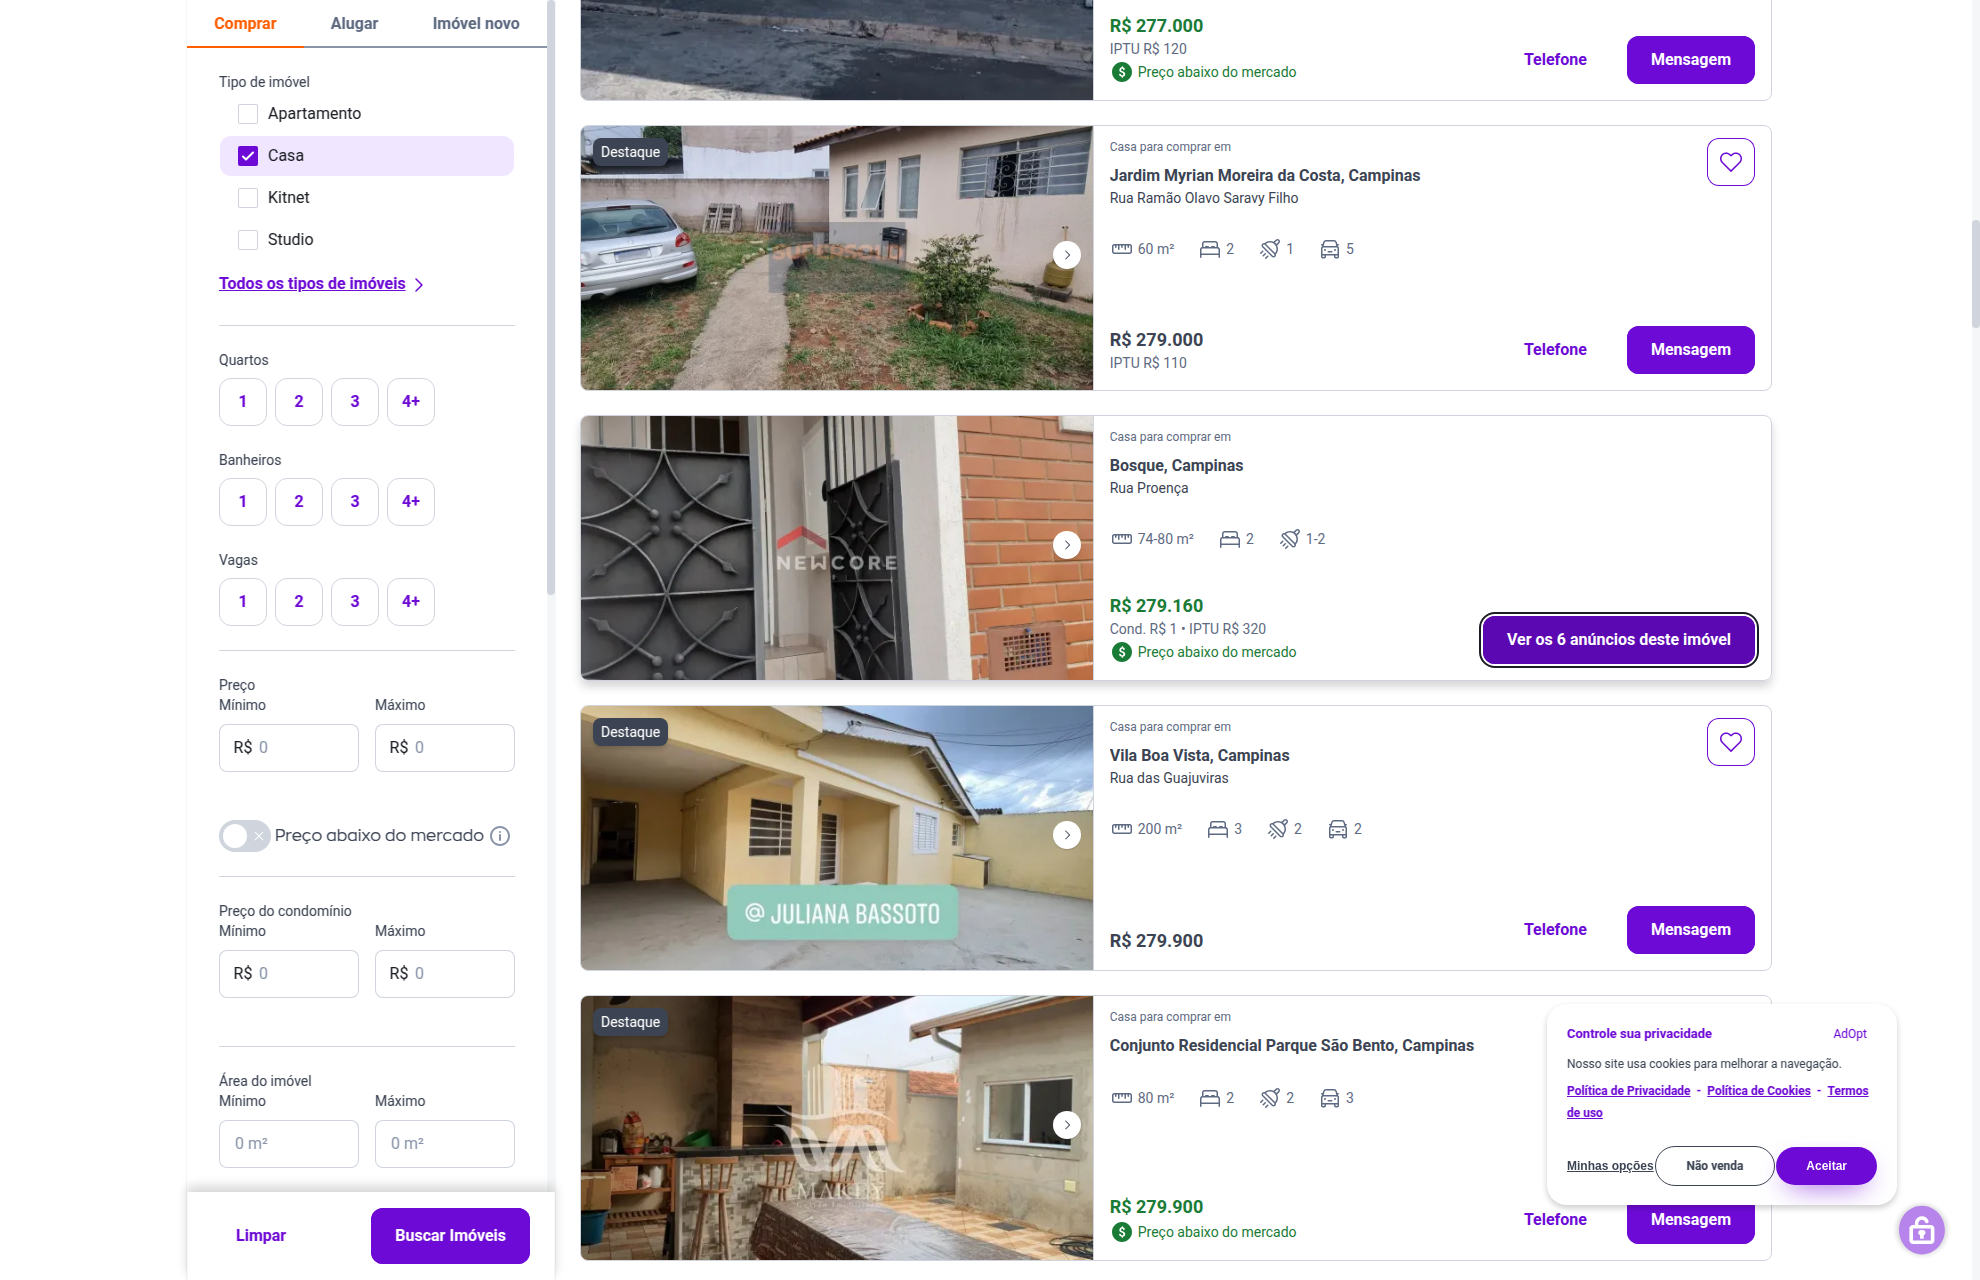 Comprar
Alugar
Imóvel novo
Tipo de imóvel
Apartamento
Casa
Kitnet
Studio
Todos os tipos de imóveis
Quartos
1 2 3 4+
Banheiros
1 2 3 4+
Vagas
1 2 3 4+
Preço
Mínimo
Máximo
R$ 0
R$ 0
Preço abaixo do mercado
Preço do condomínio
Mínimo
Máximo
R$ 0
R$ 0
Área do imóvel
Mínimo
Máximo
0 m²
0 m²
Limpar
Buscar Imóveis
R$ 277.000
IPTU R$ 120
Preço abaixo do mercado
Telefone
Mensagem
Destaque
Casa para comprar em
Jardim Myrian Moreira da Costa, Campinas
Rua Ramão Olavo Saravy Filho
60 m² 2 1 5
R$ 279.000
IPTU R$ 110
Telefone
Mensagem
NEWCORE
Casa para comprar em
Bosque, Campinas
Rua Proença
74-80 m² 2 1-2
R$ 279.160
Cond. R$ 1 • IPTU R$ 320
Preço abaixo do mercado
Ver os 6 anúncios deste imóvel
Destaque
@ JULIANA BASSOTO
Casa para comprar em
Vila Boa Vista, Campinas
Rua das Guajuviras
200 m² 3 2 2
R$ 279.900
Telefone
Mensagem
Destaque
Casa para comprar em
Conjunto Residencial Parque São Bento, Campinas
80 m² 2 2 3
R$ 279.900
Preço abaixo do mercado
Telefone
Mensagem
Controle sua privacidade
AdOpt
Nosso site usa cookies para melhorar a navegação.
Política de Privacidade - Política de Cookies - Termos
de uso
Minhas opções
Não venda
Aceitar